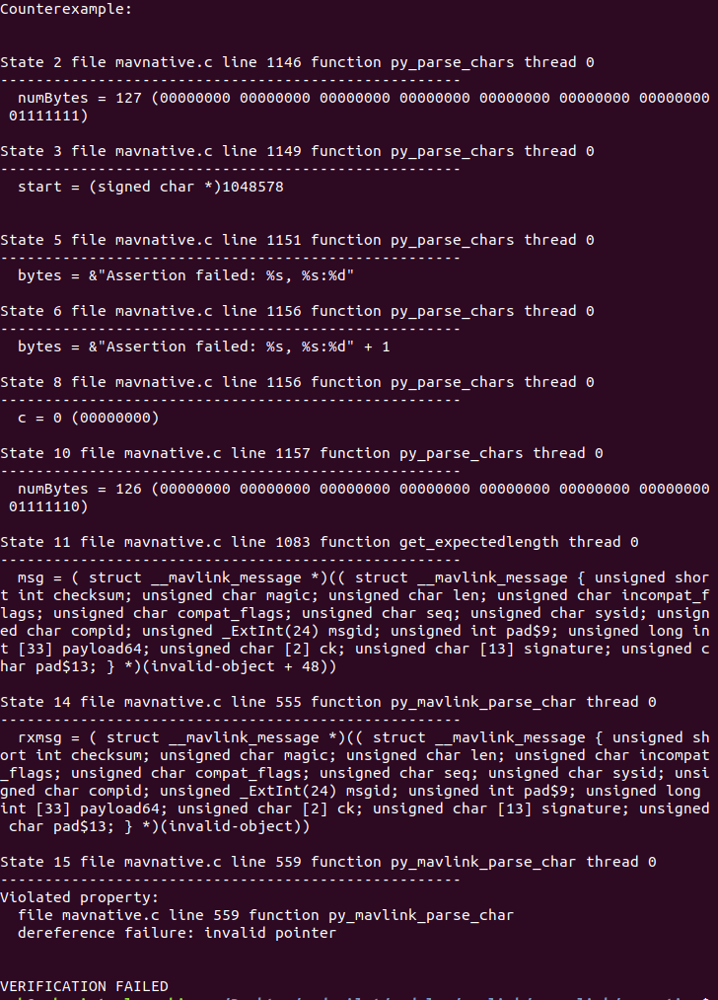 Counterexample:
State 2 file mavnative.c line 1146 function py_parse_chars thread 0
----------------------------------------------------
numBytes = 127 (00000000 00000000 00000000 00000000 00000000 00000000 00000000
01111111)
State 3 file mavnative.c line 1149 function py_parse_chars thread 0
----------------------------------------------------
start = (signed char *)1048578
State 5 file mavnative.c line 1151 function py_parse_chars thread 0
----------------------------------------------------
bytes = &"Assertion failed: %s, %s:%d"
State 6 file mavnative.c line 1156 function py_parse_chars thread 0
----------------------------------------------------
bytes = &"Assertion failed: %s, %s:%d" + 1
State 8 file mavnative.c line 1156 function py_parse_chars thread 0
----------------------------------------------------
c = 0 (00000000)
State 10 file mavnative.c line 1157 function py_parse_chars thread 0
----------------------------------------------------
numBytes = 126 (00000000 00000000 00000000 00000000 00000000 00000000 00000000
01111110)
State 11 file mavnative.c line 1083 function get_expectedlength thread 0
----------------------------------------------------
msg = ( struct __mavlink_message *)(( struct __mavlink_message { unsigned shor
t int checksum; unsigned char magic; unsigned char len; unsigned char incompat_f
lags; unsigned char compat_flags; unsigned char seq; unsigned char sysid; unsign
ed char compid; unsigned _ExtInt(24) msgid; unsigned int pad$9; unsigned long in
t [33] payload64; unsigned char [2] ck; unsigned char [13] signature; unsigned c
har pad$13; } *)(invalid-object + 48))
State 14 file mavnative.c line 555 function py_mavlink_parse_char thread 0
----------------------------------------------------
rxmsg = ( struct __mavlink_message *)(( struct __mavlink_message { unsigned sh
ort int checksum; unsigned char magic; unsigned char len; unsigned char incompat
_flags; unsigned char compat_flags; unsigned char seq; unsigned char sysid; unsi
gned char compid; unsigned _ExtInt(24) msgid; unsigned int pad$9; unsigned long
int [33] payload64; unsigned char [2] ck; unsigned char [13] signature; unsigned
char pad$13; } *)(invalid-object))
State 15 file mavnative.c line 559 function py_mavlink_parse_char thread 0
----------------------------------------------------
Violated property:
file mavnative.c line 559 function py_mavlink_parse_char
dereference failure: invalid pointer
VERIFICATION FAILED